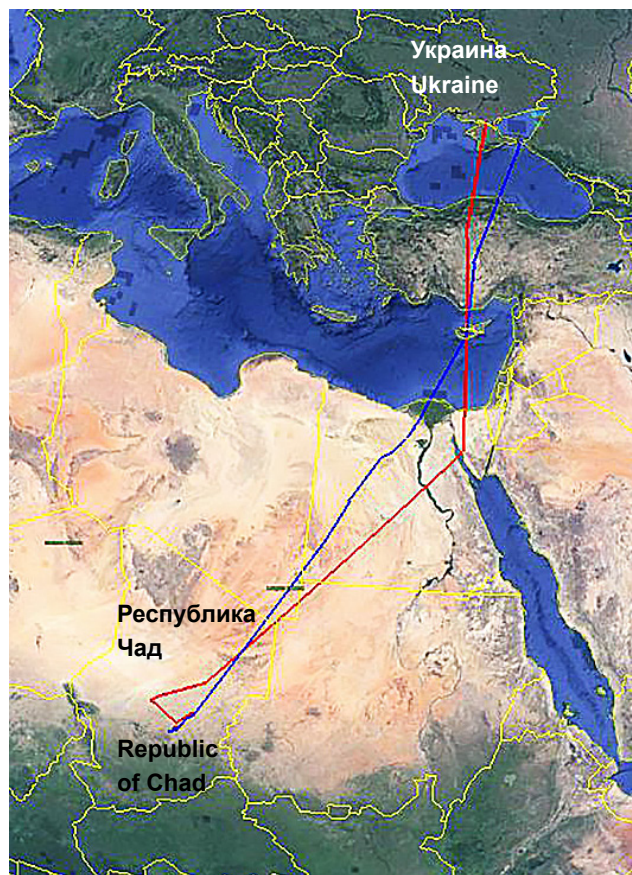 Украина
Ukraine
Республика
Чад
Republic
of Chad